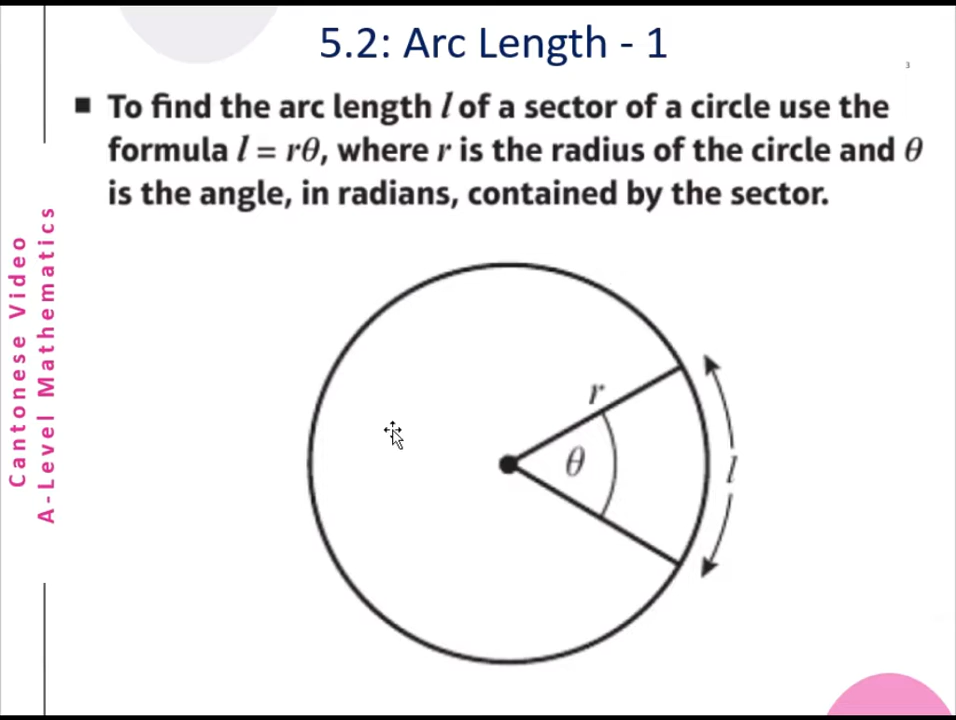 5.2: Arc Length - 1
3
■ To find the arc length l of a sector of a circle use the
formula l = rθ, where r is the radius of the circle and θ
is the angle, in radians, contained by the sector.
Cantonese Video
A-Level Mathematics
r
θ
l